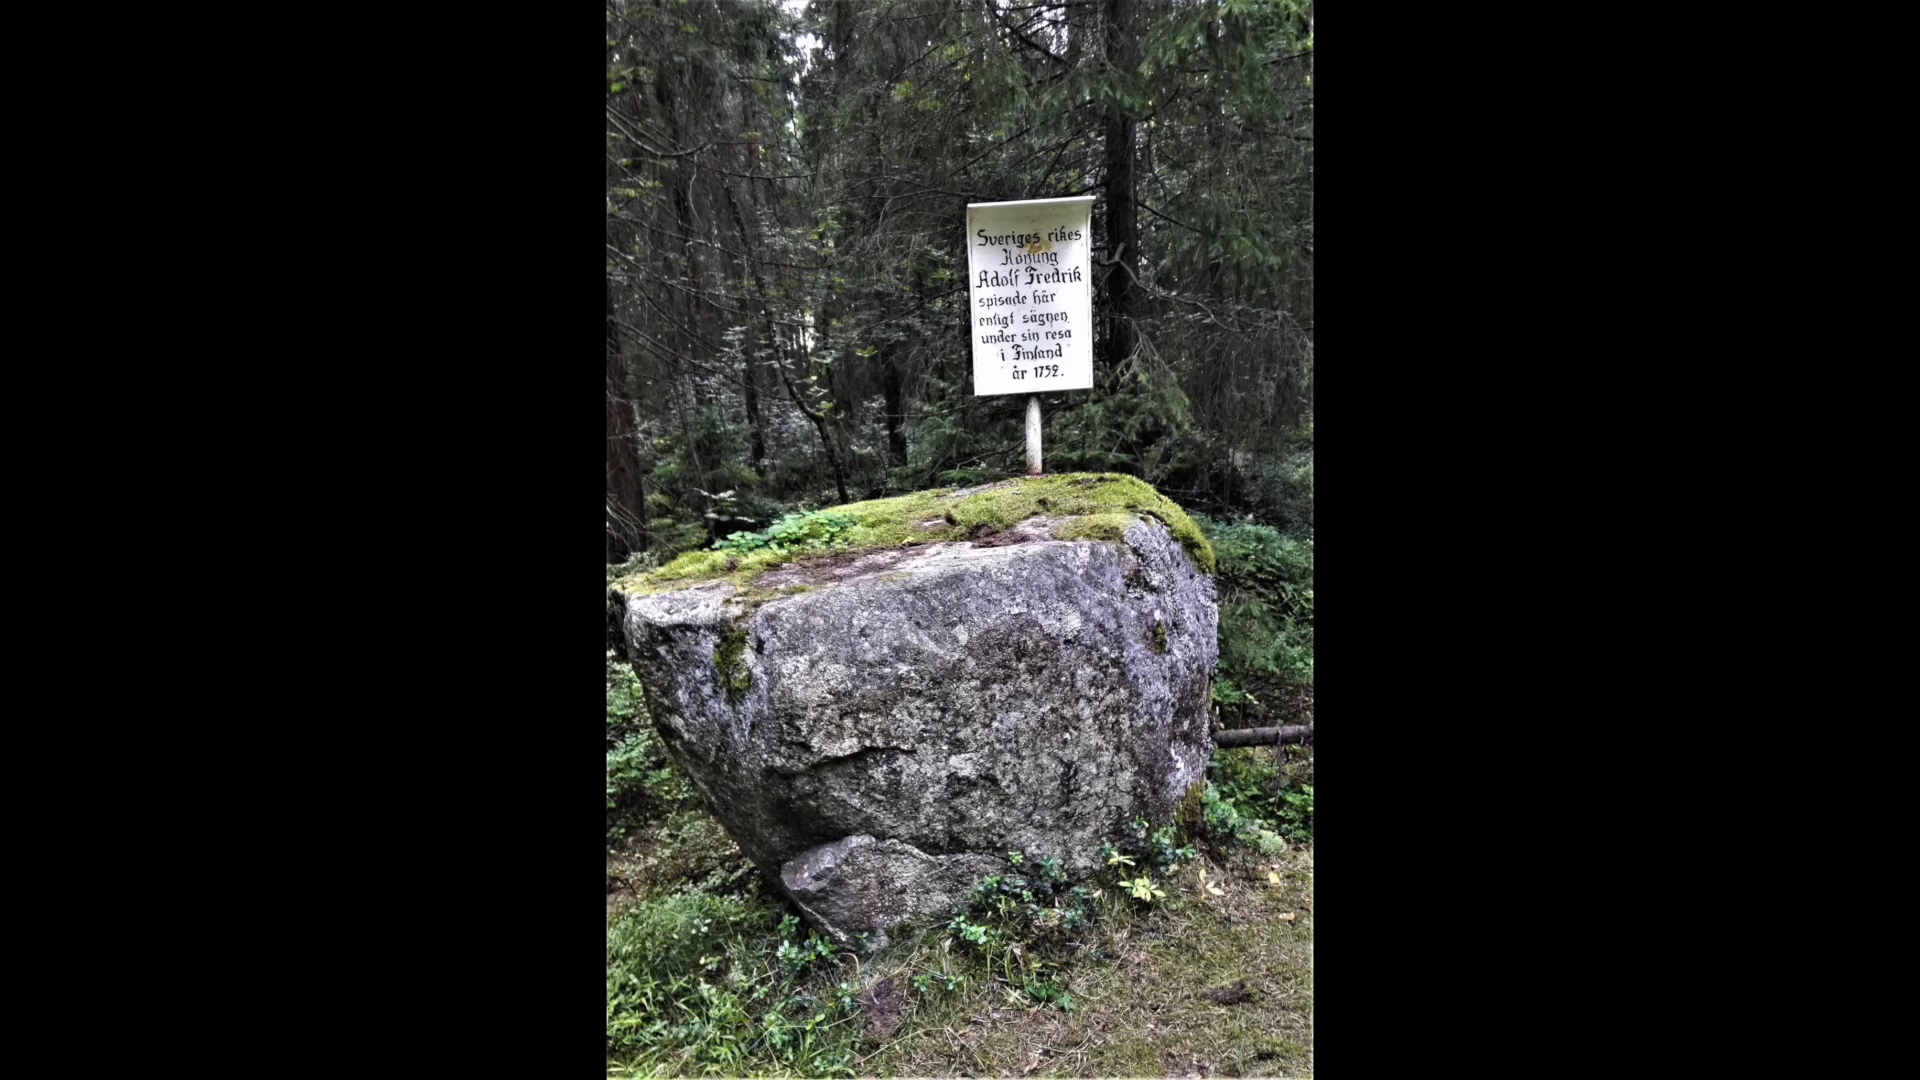 Sveriges rikes
Konung
Adolf Fredrik
spisade här
enligt sägnen
under sin resa
i Finland
år 1752.